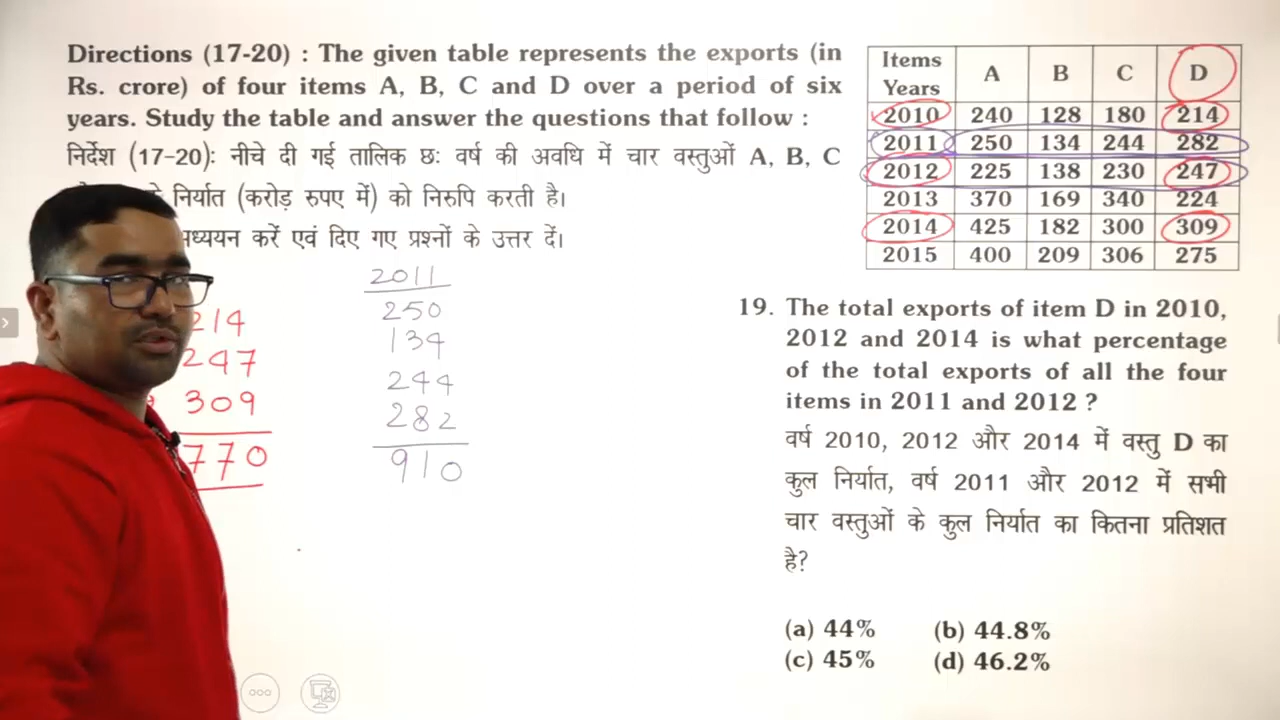 Directions (17-20) : The given table represents the exports (in
Rs. crore) of four items A, B, C and D over a period of six
years. Study the table and answer the questions that follow :
निर्देश (17-20): नीचे दी गई तालिक छः वर्ष की अवधि में चार वस्तुओं A, B, C
निर्यात (करोड़ रुपए में) को निरुपि करती है।
करें एवं दिए गए प्रश्नों के उत्तर दें।
Items
Years A B C D
2010 240 128 180 214
2011 250 134 244 282
2012 225 138 230 247
2013 370 169 340 224
2014 425 182 300 309
2015 400 209 306 275
214
247
309
770
2011
250
134
244
282
910
19. The total exports of item D in 2010,
2012 and 2014 is what percentage
of the total exports of all the four
items in 2011 and 2012 ?
वर्ष 2010, 2012 और 2014 में वस्तु D का
कुल निर्यात, वर्ष 2011 और 2012 में सभी
चार वस्तुओं के कुल निर्यात का कितना प्रतिशत
है?
(a) 44% (b) 44.8%
(c) 45% (d) 46.2%